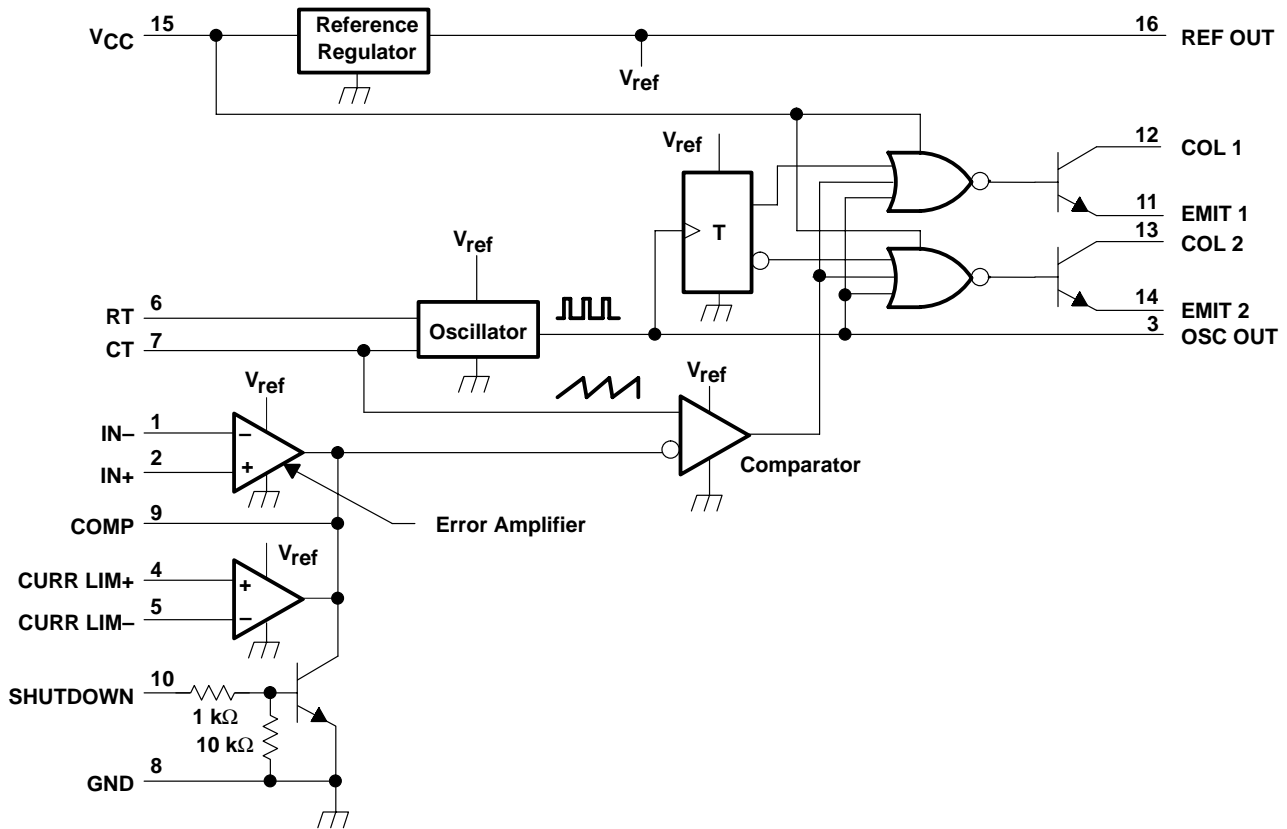 VCC 15
Reference
Regulator
16 REF OUT
Vref
Vref
12 COL 1
11 EMIT 1
13 COL 2
T
14 EMIT 2
3 OSC OUT
Vref
RT 6
Oscillator
CT 7
Vref
Vref
IN– 1
–
IN+ 2
+
Comparator
COMP 9
Error Amplifier
Vref
CURR LIM+ 4
+
CURR LIM– 5
–
SHUTDOWN 10
1 kΩ
10 kΩ
GND 8